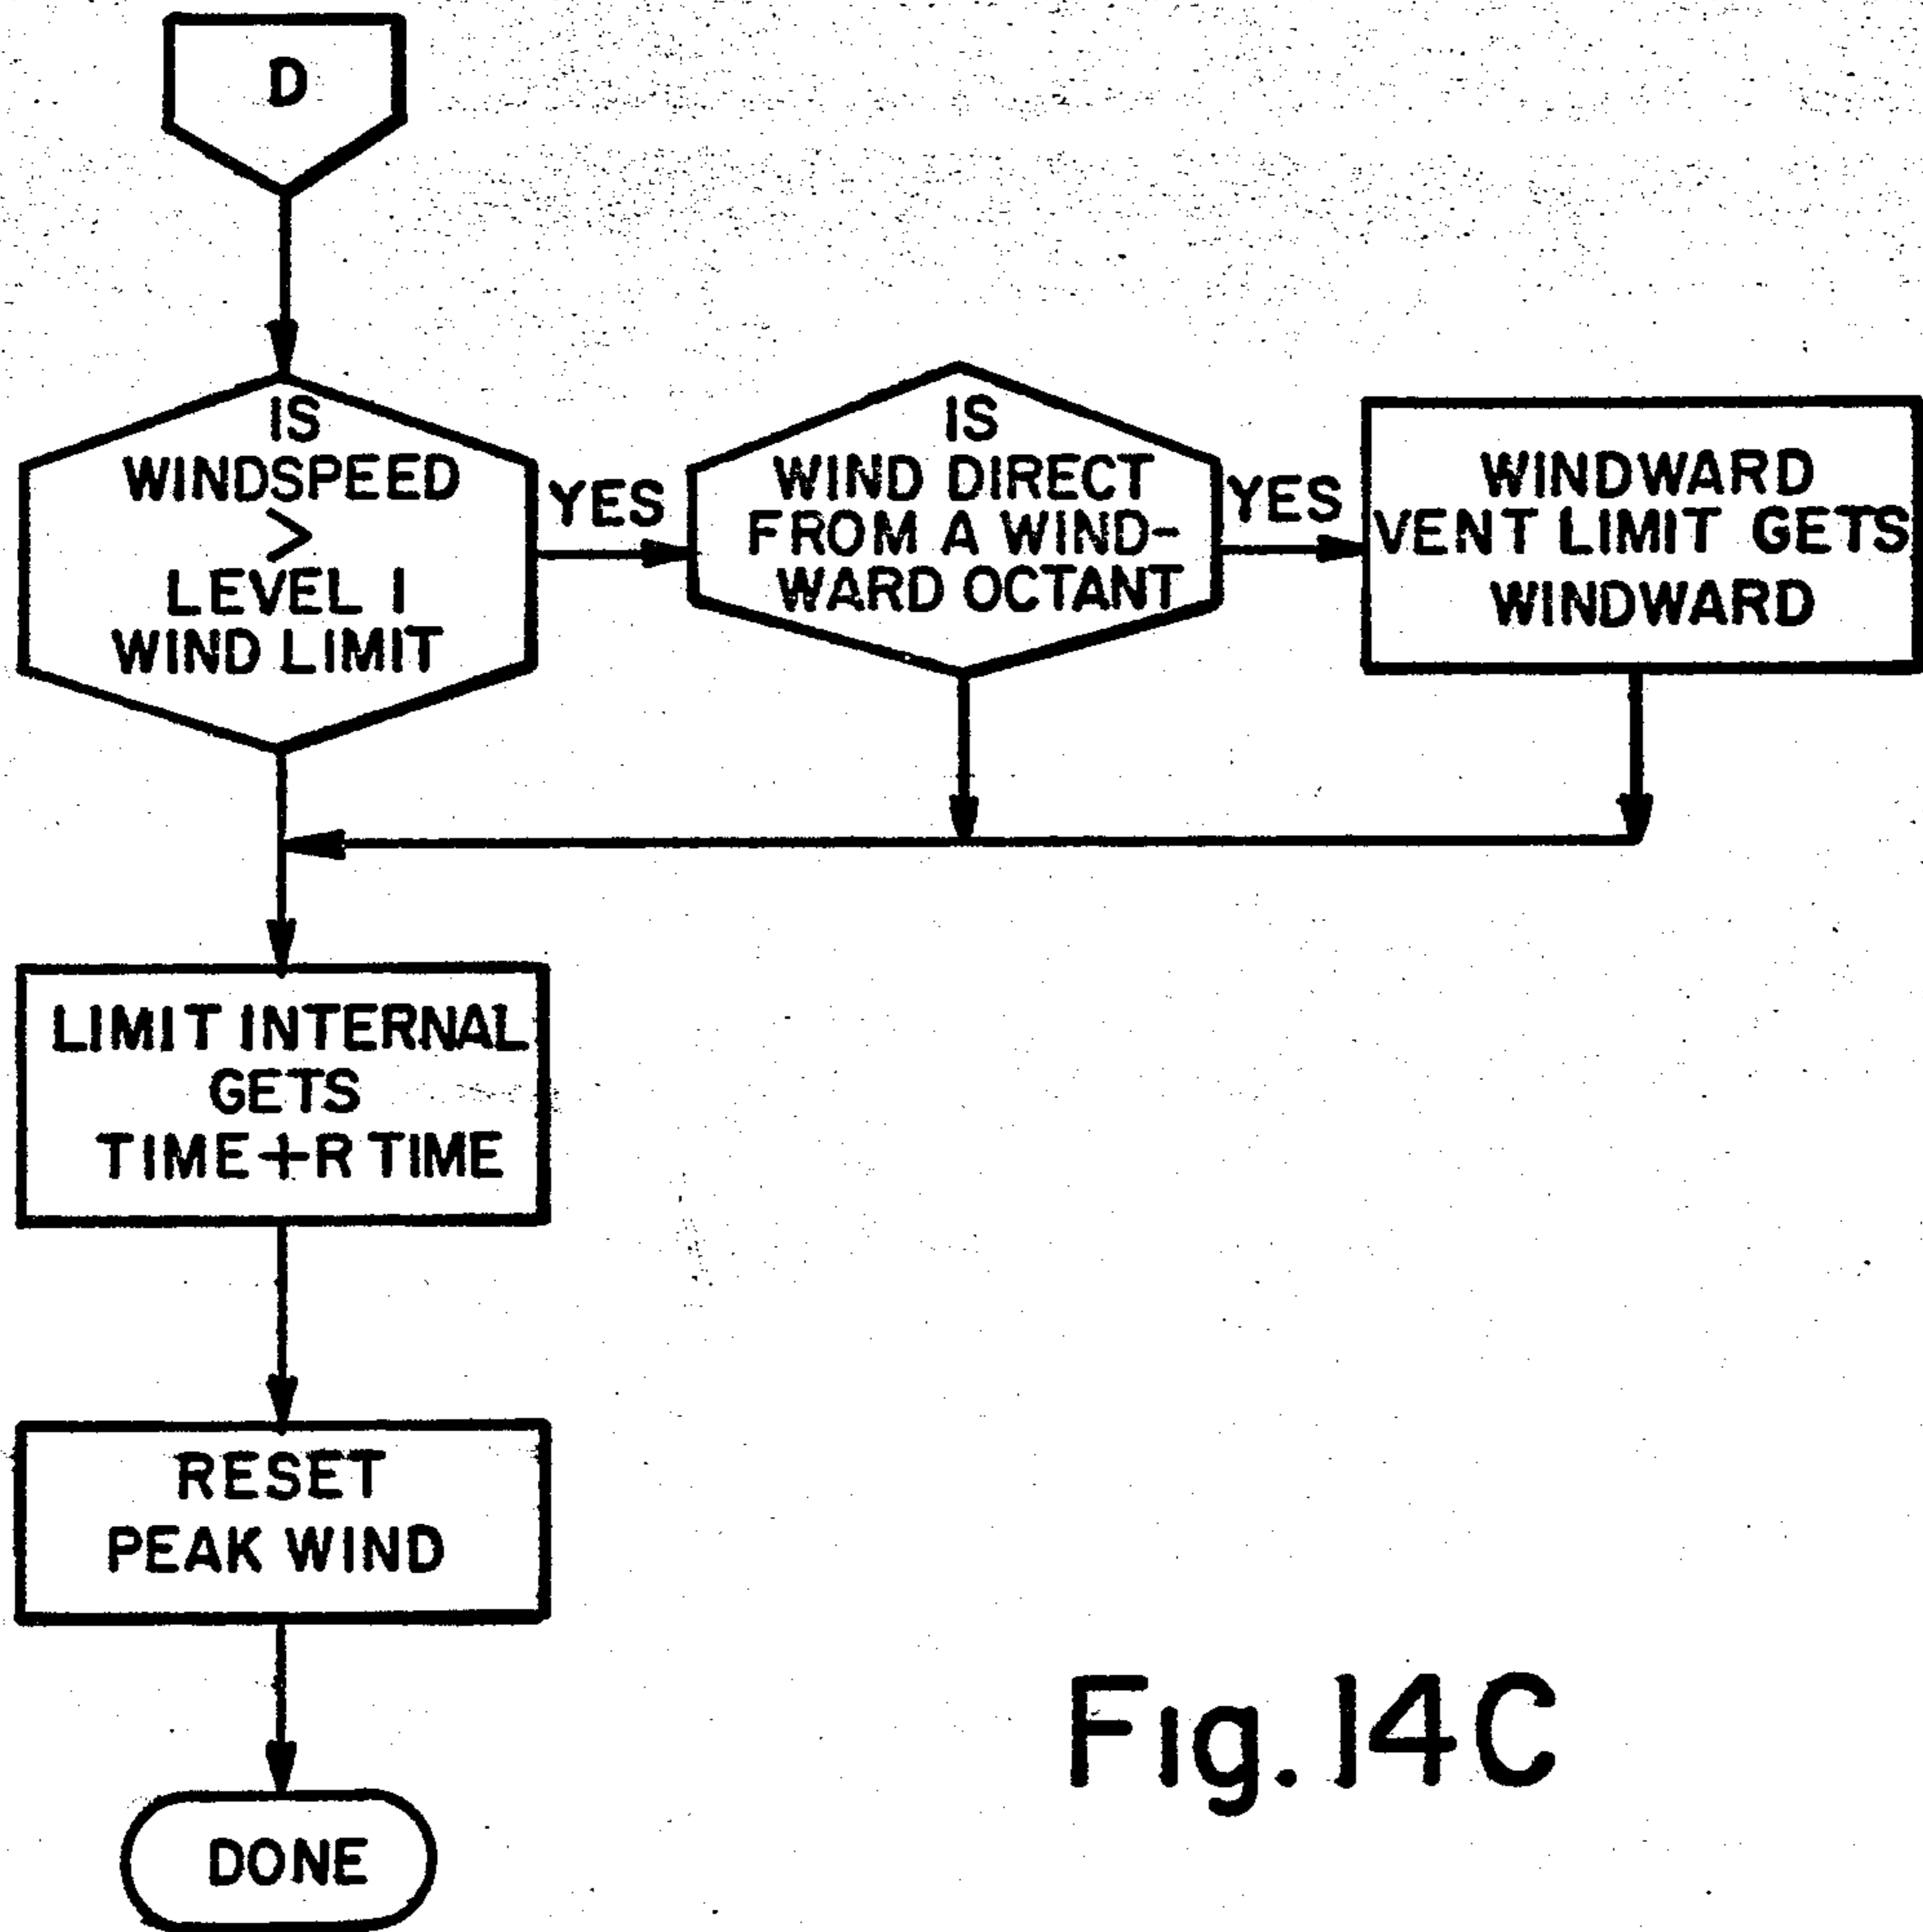 D
IS
WINDSPEED
>
LEVEL 1
WIND LIMIT
YES
IS
WIND DIRECT
FROM A WIND-
WARD OCTANT
YES
WINDWARD
VENT LIMIT GETS
WINDWARD
LIMIT INTERNAL
GETS
TIME+R TIME
RESET
PEAK WIND
DONE
Fig. 14C